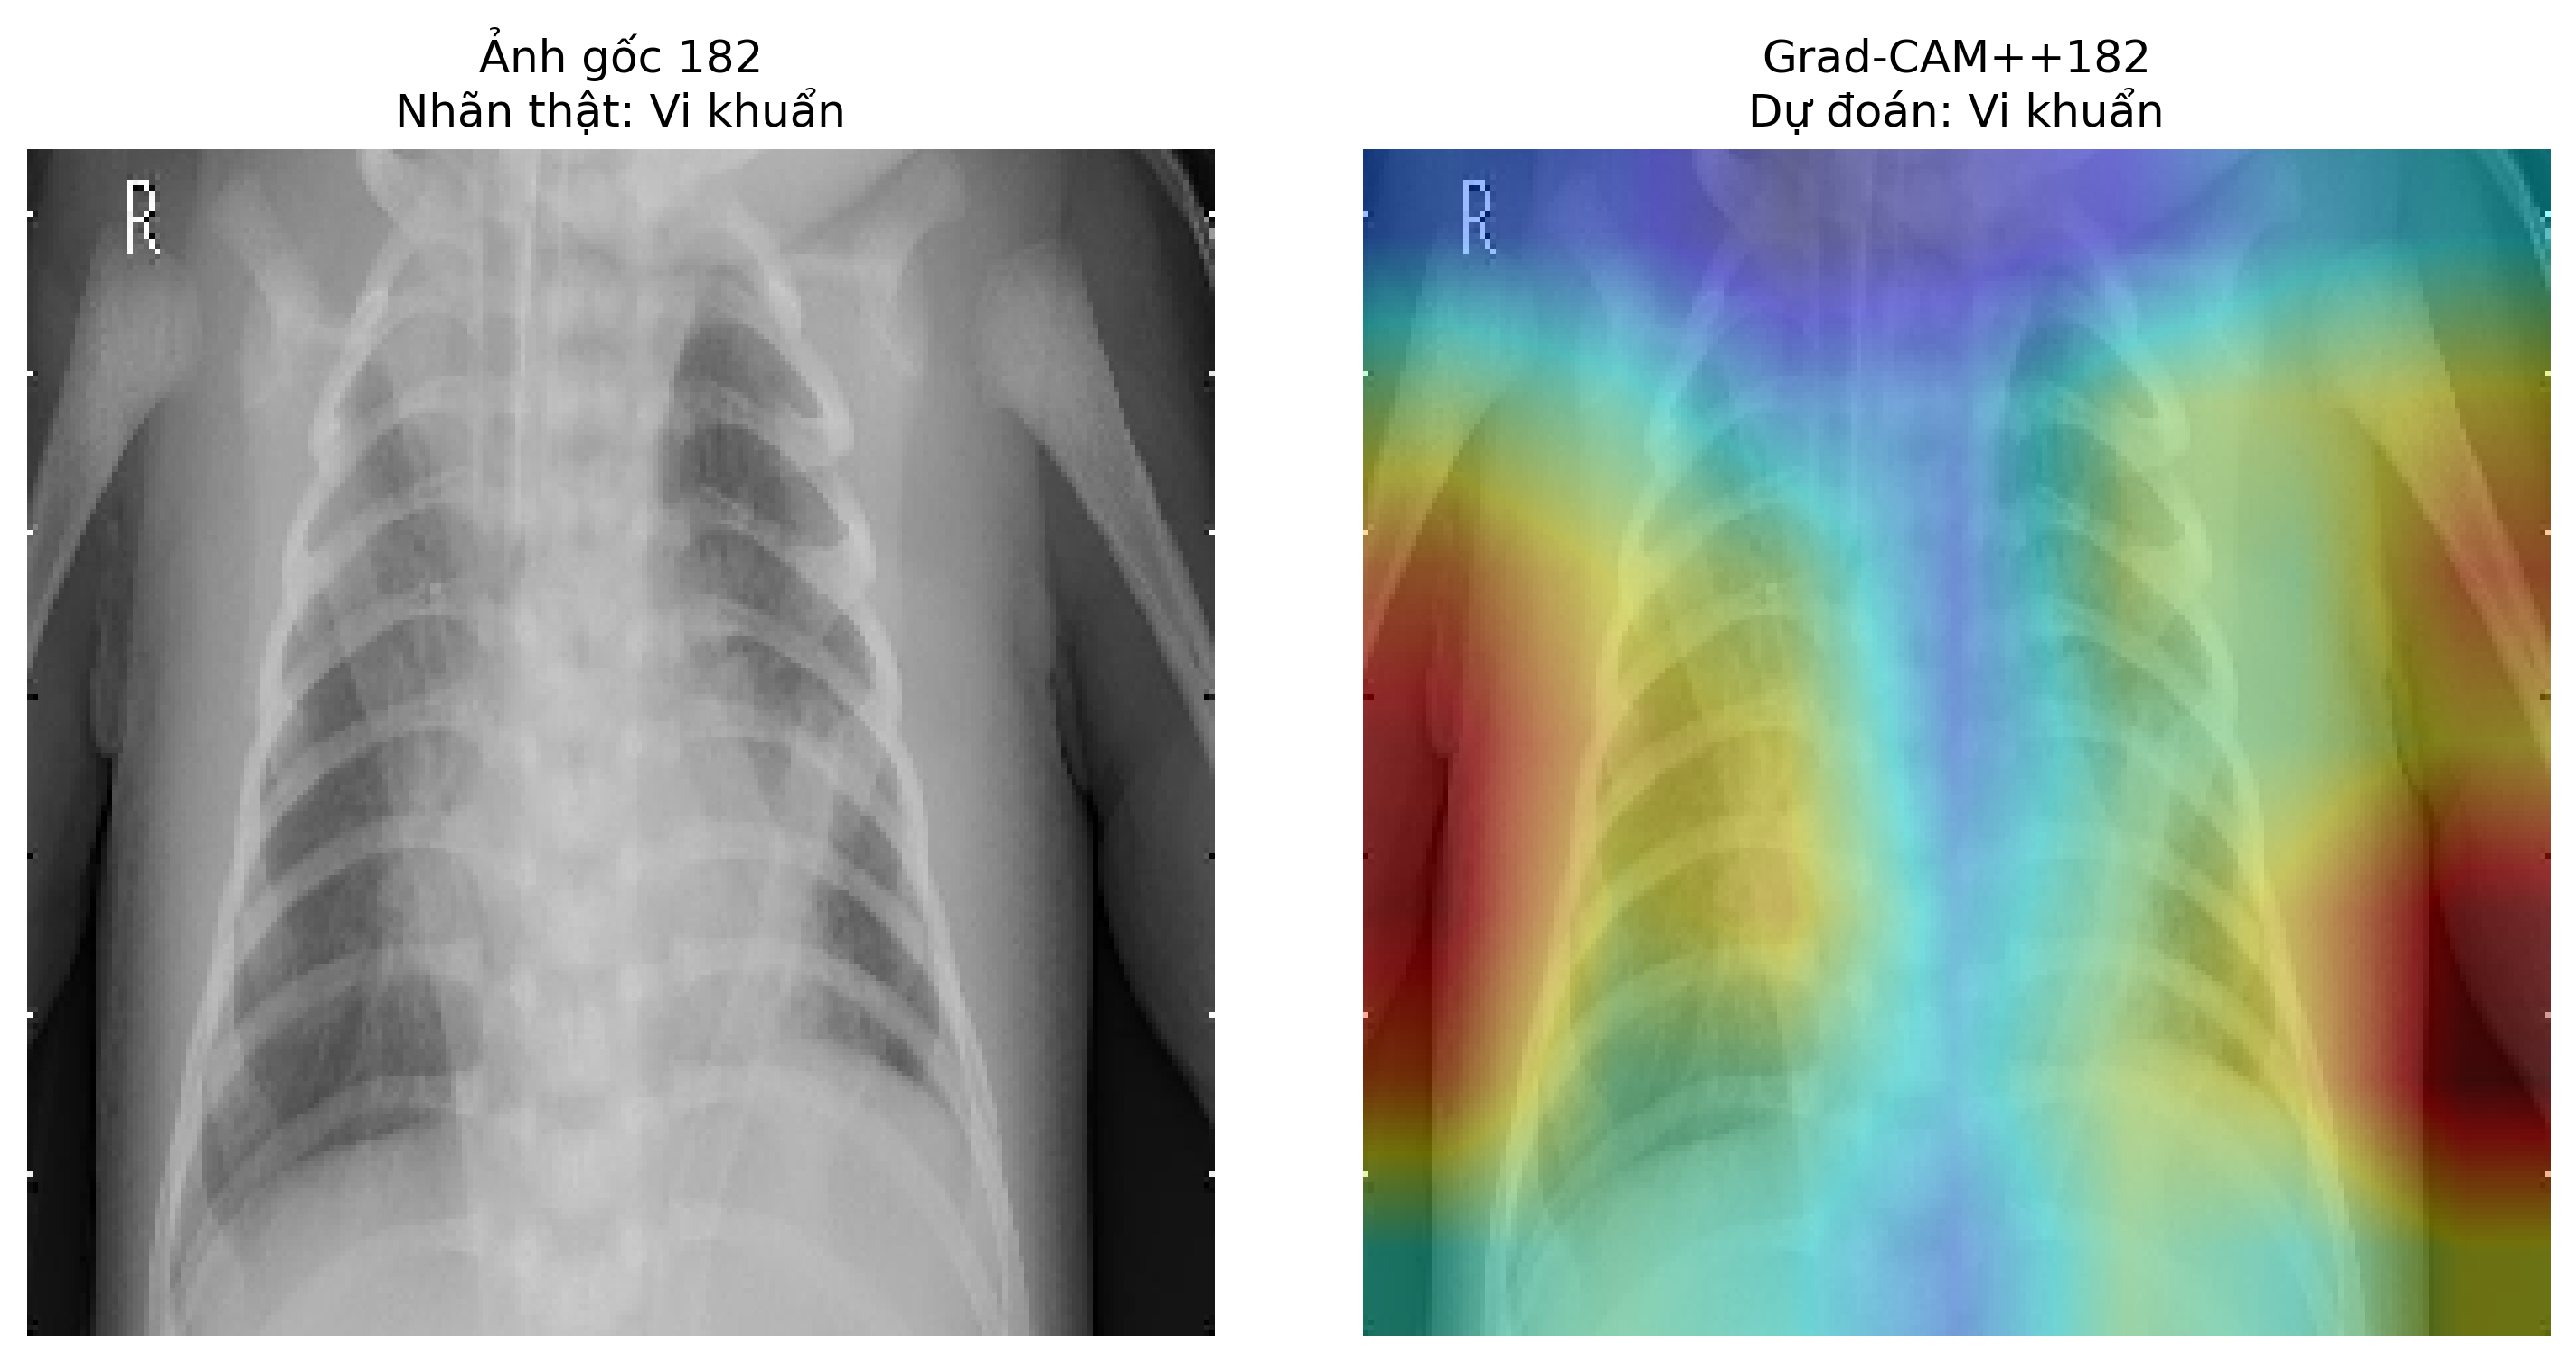 Ảnh gốc 182
Nhãn thật: Vi khuẩn
R
Grad-CAM++182
Dự đoán: Vi khuẩn
R